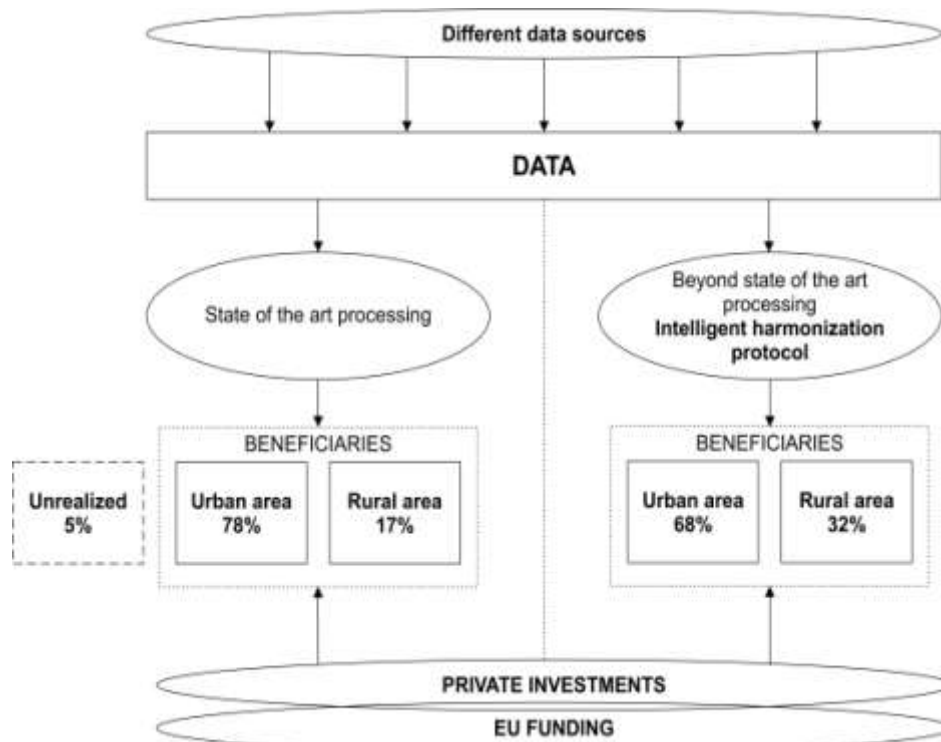 Different data sources
DATA
State of the art processing
Beyond state of the art
processing
Intelligent harmonization
protocol
BENEFICIARIES
Unrealized
5%
Urban area
78%
Rural area
17%
BENEFICIARIES
Urban area
68%
Rural area
32%
PRIVATE INVESTMENTS
EU FUNDING